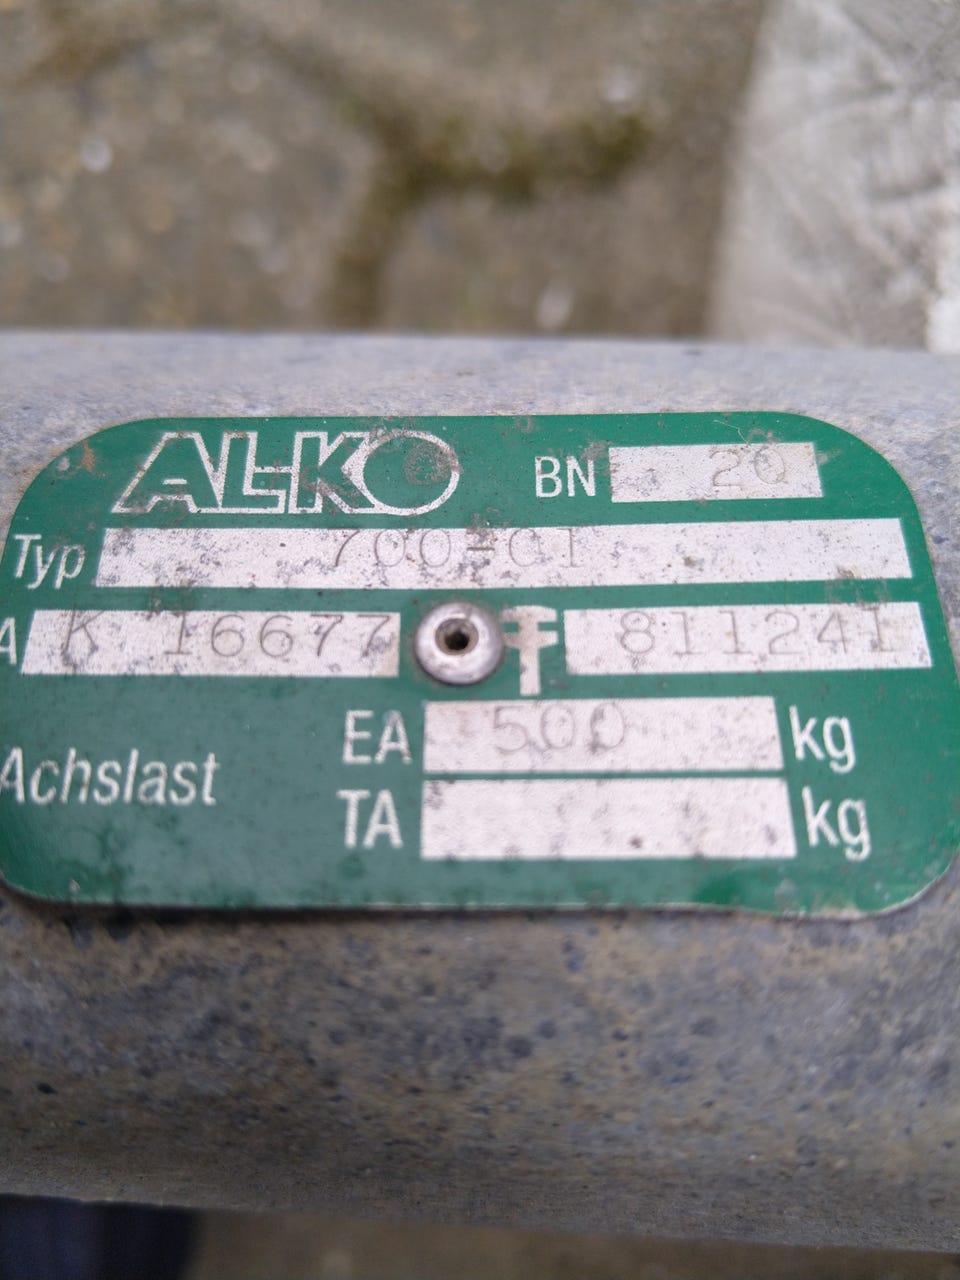 AL-KO BN 20
Typ 700-01
A K 16677 811241
EA 500 kg
Achslast
TA kg